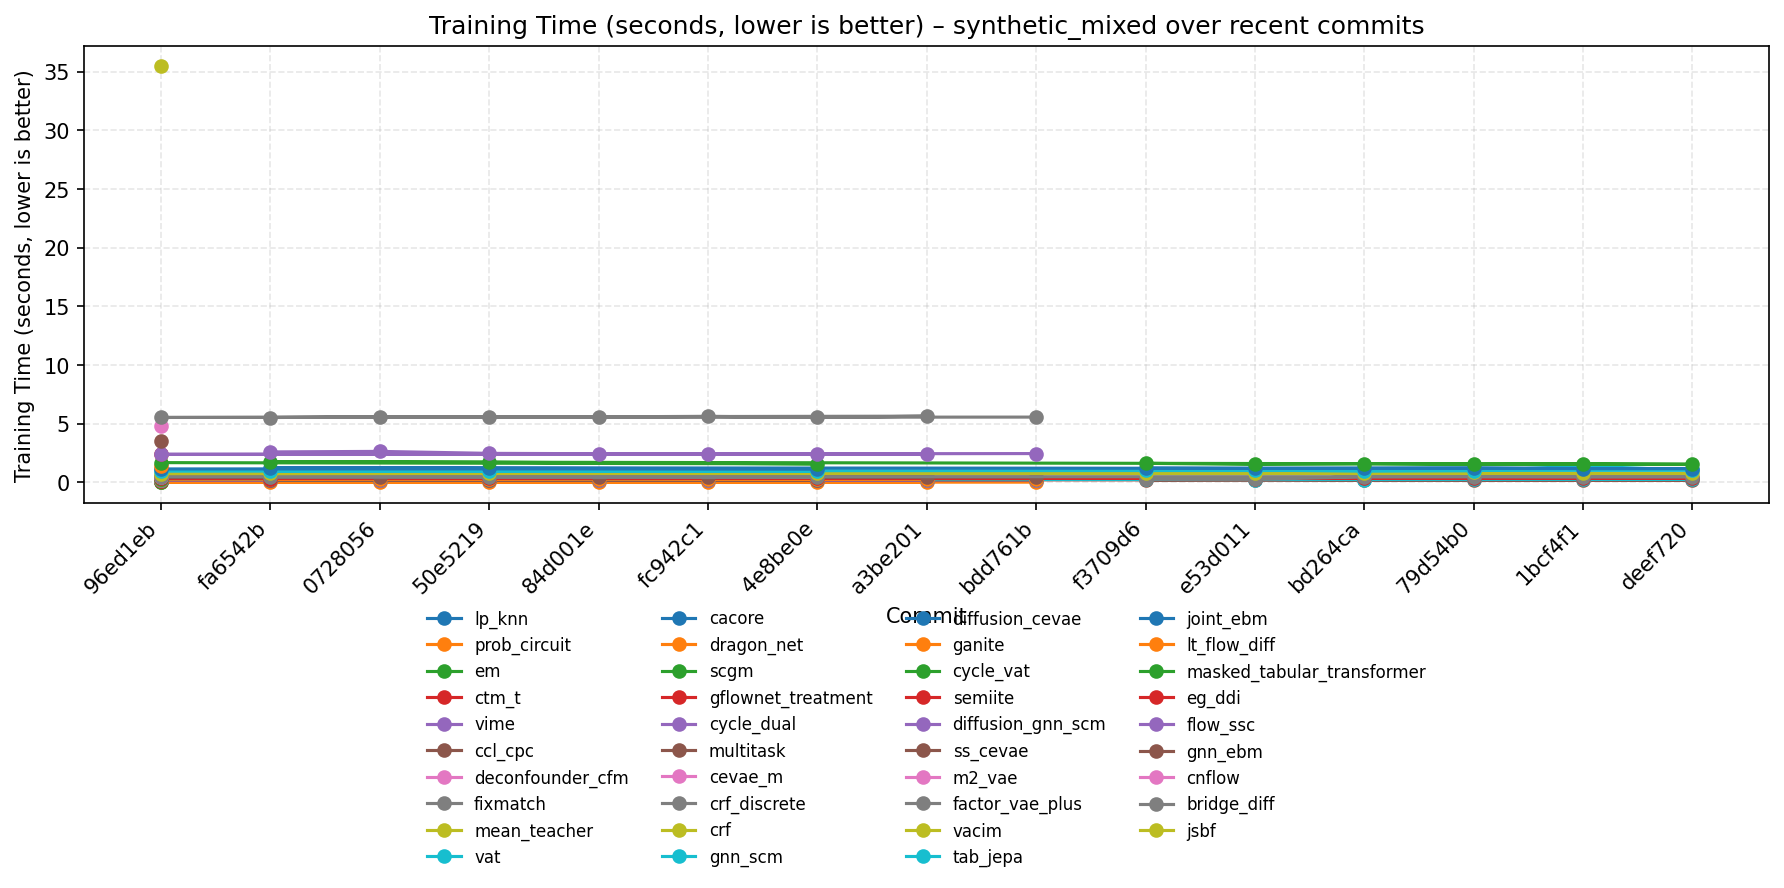 Training Time (seconds, lower is better) – synthetic_mixed over recent commits
Training Time (seconds, lower is better)
35
30
25
20
15
10
5
0
96ed1eb
fa6542b
0728056
50e5219
84d001e
fc942c1
4e8be0e
a3be201
bdd761b
f3709d6
e53d011
bd264ca
79d54b0
1bcf4f1
deef720
Commit
lp_knn
prob_circuit
em
ctm_t
vime
ccl_cpc
deconfounder_cfm
fixmatch
mean_teacher
vat
cacore
dragon_net
scgm
gflownet_treatment
cycle_dual
multitask
cevae_m
crf_discrete
crf
gnn_scm
diffusion_cevae
ganite
cycle_vat
semiite
diffusion_gnn_scm
ss_cevae
m2_vae
factor_vae_plus
vacim
tab_jepa
joint_ebm
lt_flow_diff
masked_tabular_transformer
eg_ddi
flow_ssc
gnn_ebm
cnflow
bridge_diff
jsbf